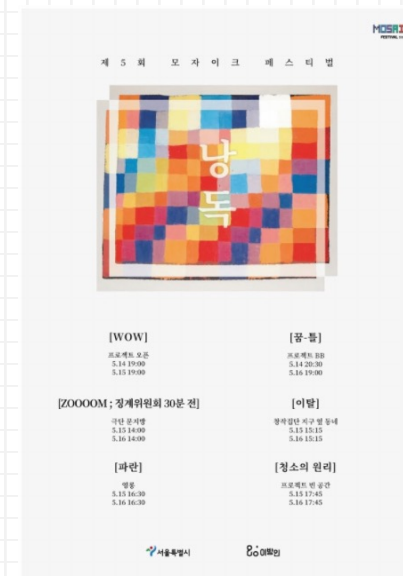 MOSAI
FESTIVAL
제 5 회 모 자 이 크 페 스 티 벌
낭
독
[WOW]
프로젝트 오픈
5.14 19:00
5.15 19:00
[꿈-틀]
프로젝트 BB
5.14 20:30
5.16 19:00
[ZOOOOM ; 징계위원회 30분 전]
극단 문지방
5.15 14:00
5.16 14:00
[이탈]
창작집단 지구 옆 동네
5.15 15:15
5.16 15:15
[파란]
5.15 16:30
5.16 16:30
[청소의 원리]
프로젝트 빈 공간
5.15 17:45
5.16 17:45
서울특별시